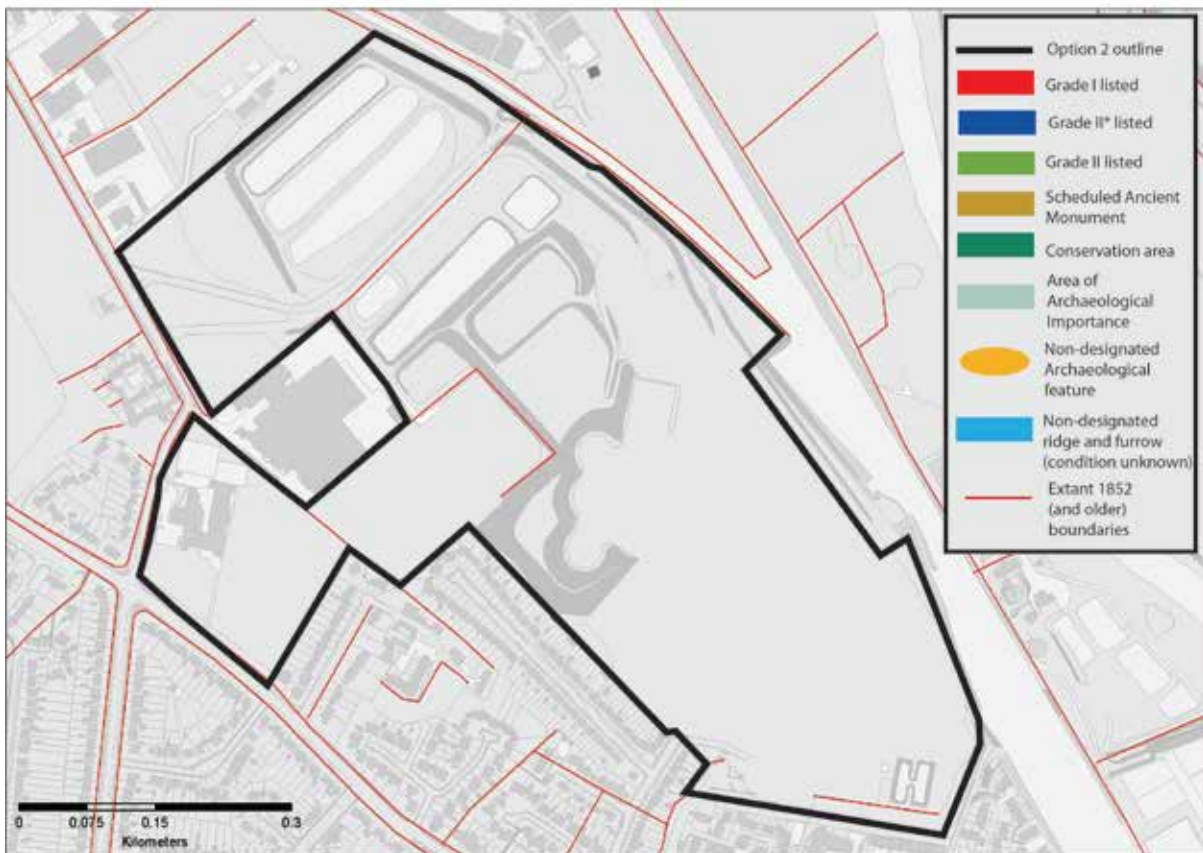 Option 2 outline
Grade I listed
Grade II* listed
Grade II listed
Scheduled Ancient
Monument
Conservation area
Area of
Archaeological
Importance
Non-designated
Archaeological
feature
Non-designated
ridge and furrow
(condition unknown)
Extant 1852
(and older)
boundaries
0 0.075 0.15 0.3
Kilometers